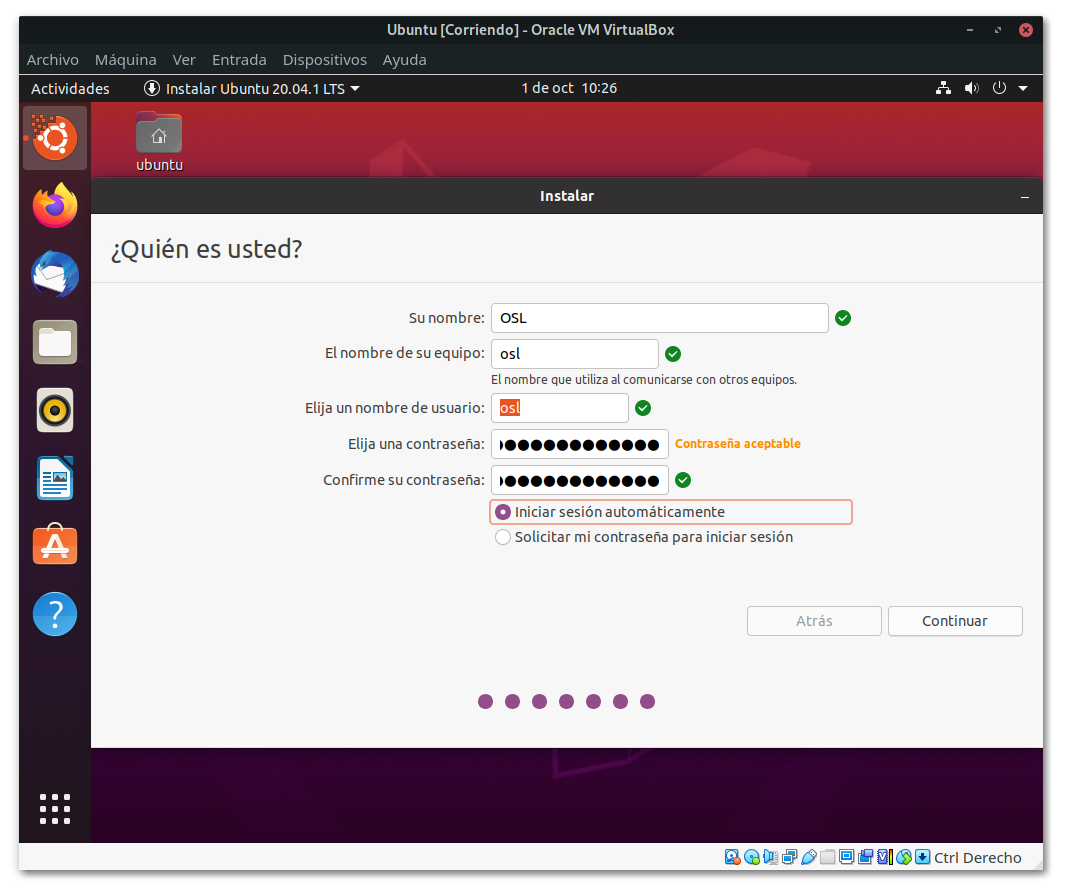 Ubuntu [Corriendo] - Oracle VM VirtualBox
Archivo Máquina Ver Entrada Dispositivos Ayuda
Actividades Instalar Ubuntu 20.04.1 LTS 1 de oct 10:26
ubuntu
Instalar
¿Quién es usted?
Su nombre: OSL
El nombre de su equipo: osl
El nombre que utiliza al comunicarse con otros equipos.
Elija un nombre de usuario: osl
Elija una contraseña: Contraseña aceptable
Confirme su contraseña:
Iniciar sesión automáticamente
Solicitar mi contraseña para iniciar sesión
Atrás Continuar
Ctrl Derecho